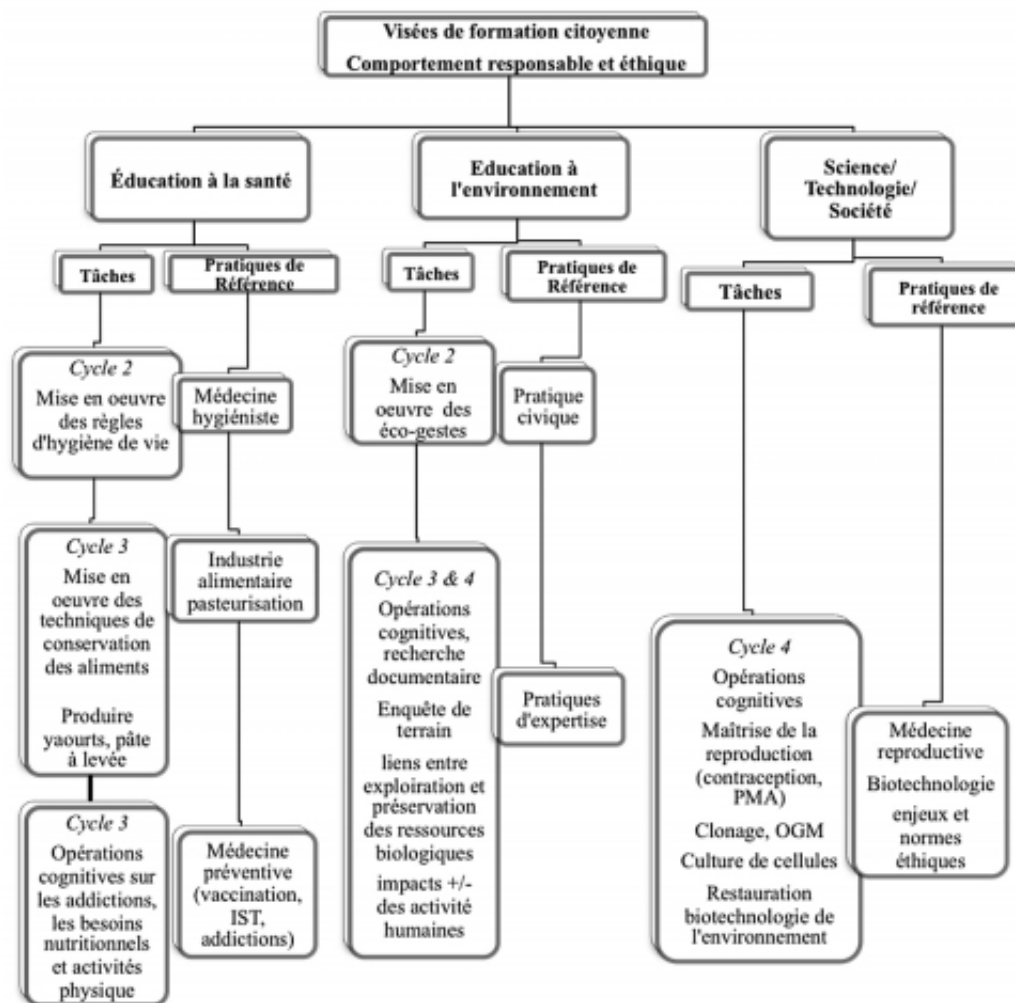 Visées de formation citoyenne
Comportement responsable et éthique
Éducation à la santé
Education à
l'environnement
Science/
Technologie/
Société
Tâches
Pratiques de
Référence
Tâches
Pratiques de
Référence
Tâches
Pratiques de
référence
Cycle 2
Mise en oeuvre
des règles
d'hygiène de vie
Médecine
hygiéniste
Cycle 2
Mise en
oeuvre des
éco-gestes
Pratique
civique
Cycle 3
Mise en
oeuvre des
techniques de
conservation
des aliments
Produire
yaourts, pâte
à levée
Industrie
alimentaire
pasteurisation
Cycle 3 & 4
Opérations
cognitives,
recherche
documentaire
Enquête de
terrain
liens entre
exploiration et
préservation
des ressources
biologiques
impacts +/-
des activité
humaines
Pratiques
d'expertise
Cycle 4
Opérations
cognitives
Maîtrise de la
reproduction
(contraception,
PMA)
Clonage, OGM
Culture de cellules
Restauration
biotechnologie de
l'environnement
Médecine
reproductive
Biotechnologie
enjeux et
normes
éthiques
Cycle 3
Opérations
cognitives sur
les addictions,
les besoins
nutritionnels
et activités
physique
Médecine
préventive
(vaccination,
IST,
addictions)